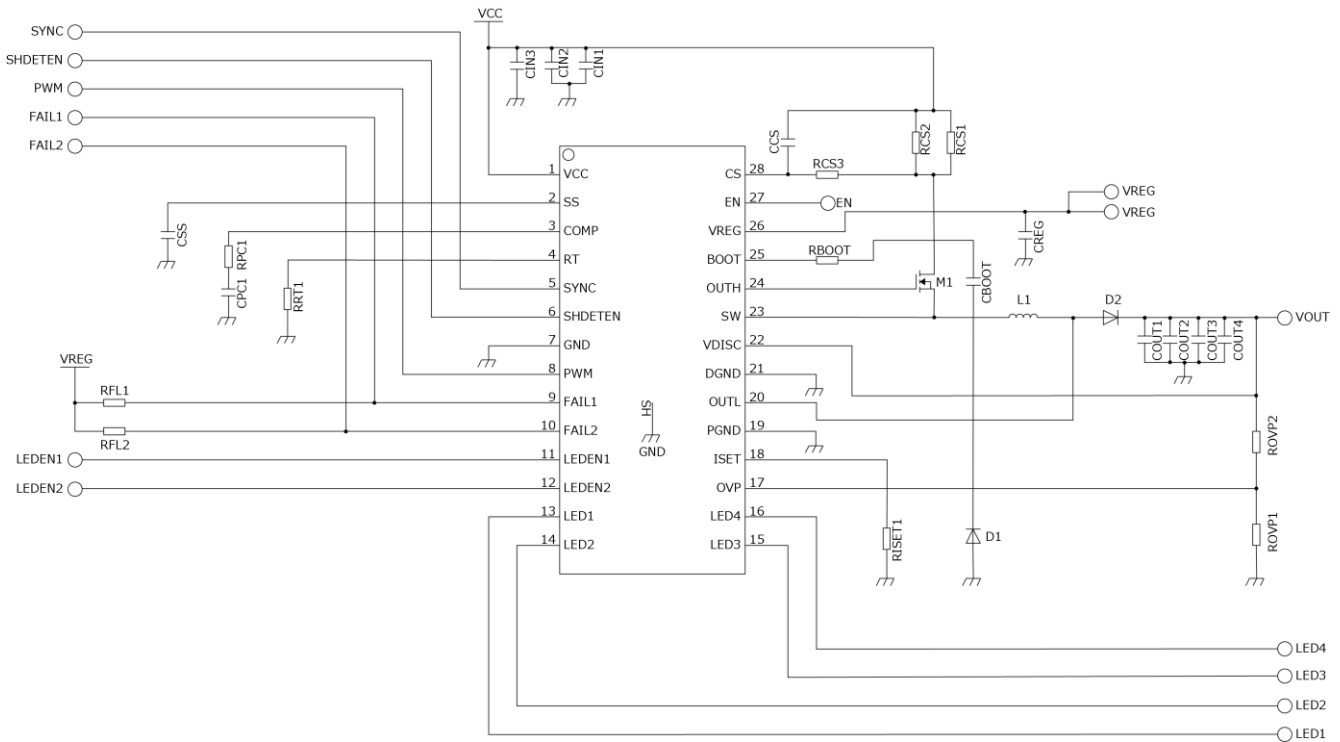 VCC
SYNC
SHDETEN
PWM
FAIL1
FAIL2
CIN3
CIN2
CIN1
CCS
RCS2
RCS1
RCS3
1 VCC
2 SS
3 COMP
4 RT
5 SYNC
6 SHDETEN
7 GND
8 PWM
9 FAIL1
10 FAIL2
11 LEDEN1
12 LEDEN2
13 LED1
14 LED2
CS 28
EN 27
VREG 26
BOOT 25
OUTH 24
SW 23
VDISC 22
DGND 21
OUTL 20
PGND 19
ISET 18
OVP 17
LED4 16
LED3 15
HS
GND
CSS
RPC1
CPC1
RRT1
VREG
RFL1
RFL2
LEDEN1
LEDEN2
EN
VREG
VREG
CREG
RBOOT
CBOOT
M1
L1
D2
VOUT
COUT1
COUT2
COUT3
COUT4
ROVP2
ROVP1
RISET1
D1
LED4
LED3
LED2
LED1